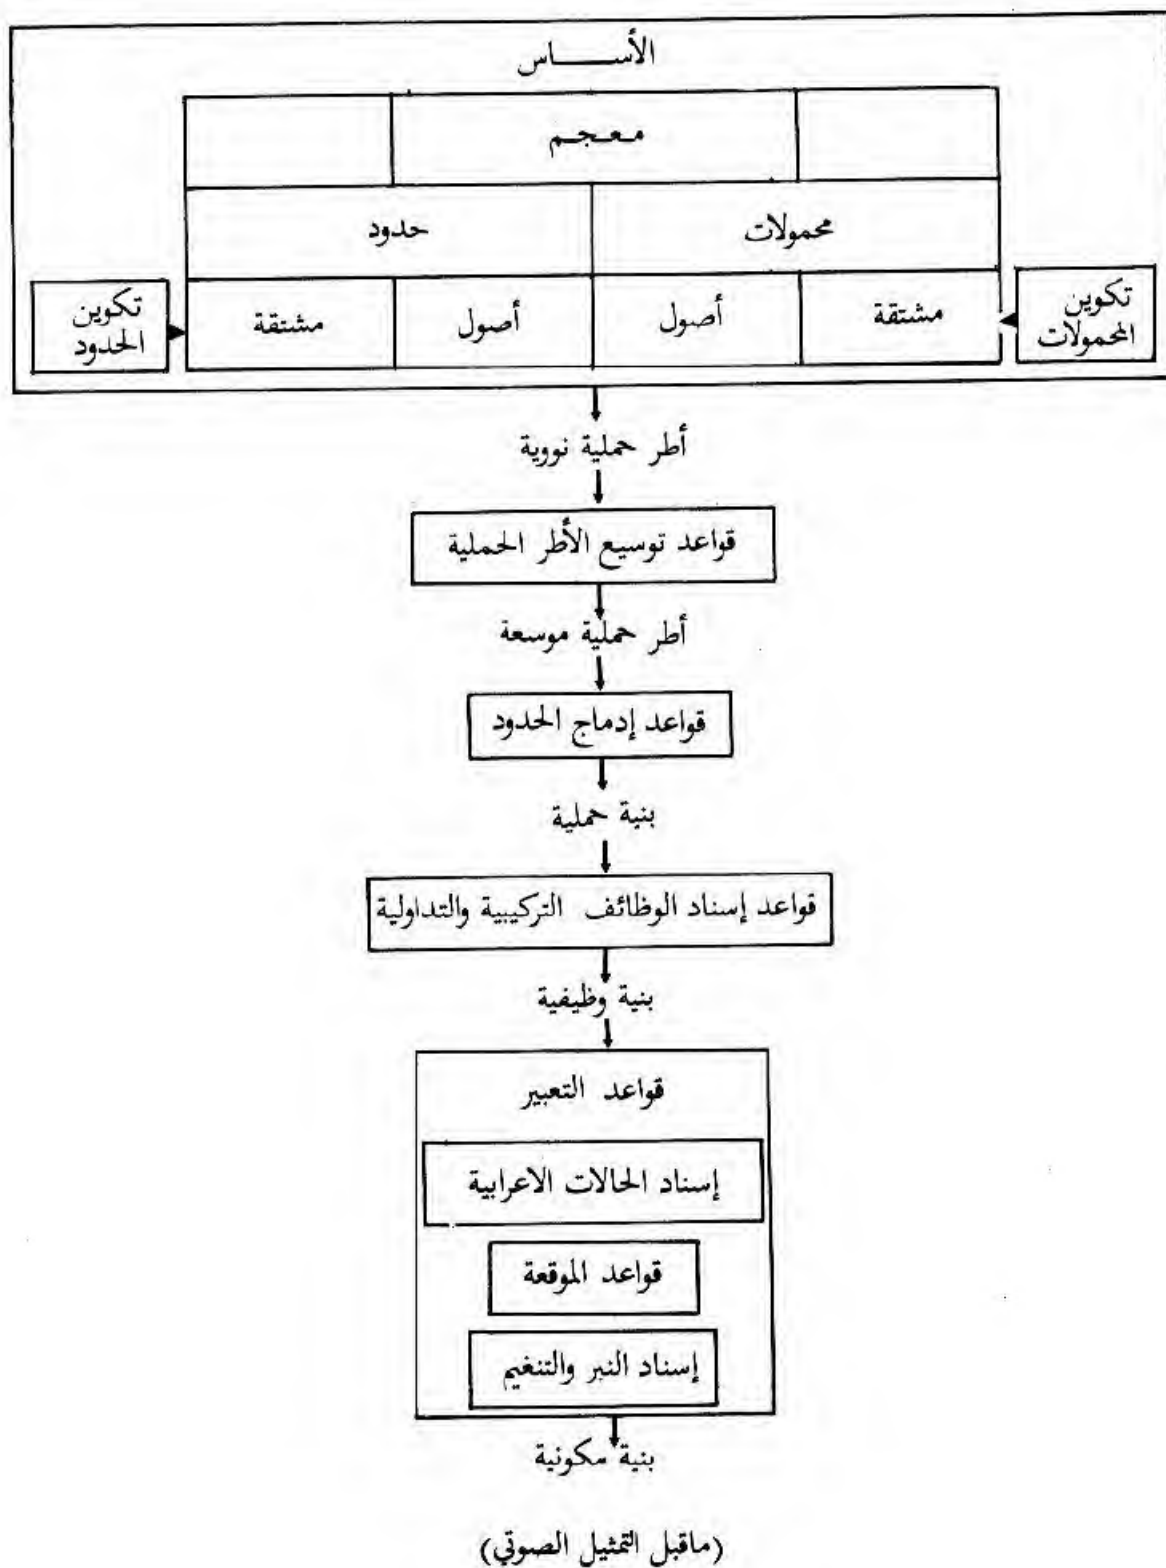 الأســـــاس
معجم
محمولات
حدود
تكوين
المحمولات
مشتقة
أصول
أصول
مشتقة
تكوين
الحدود
أطر حملية نووية
قواعد توسيع الأطر الحملية
أطر حملية موسعة
قواعد إدماج الحدود
بنية حملية
قواعد إسناد الوظائف التركيبية والتداولية
بنية وظيفية
قواعد التعبير
إسناد الحالات الاعرابية
قواعد الموقعة
إسناد النبر والتنغيم
بنية مكونية
(ماقبل التمثيل الصوتي)